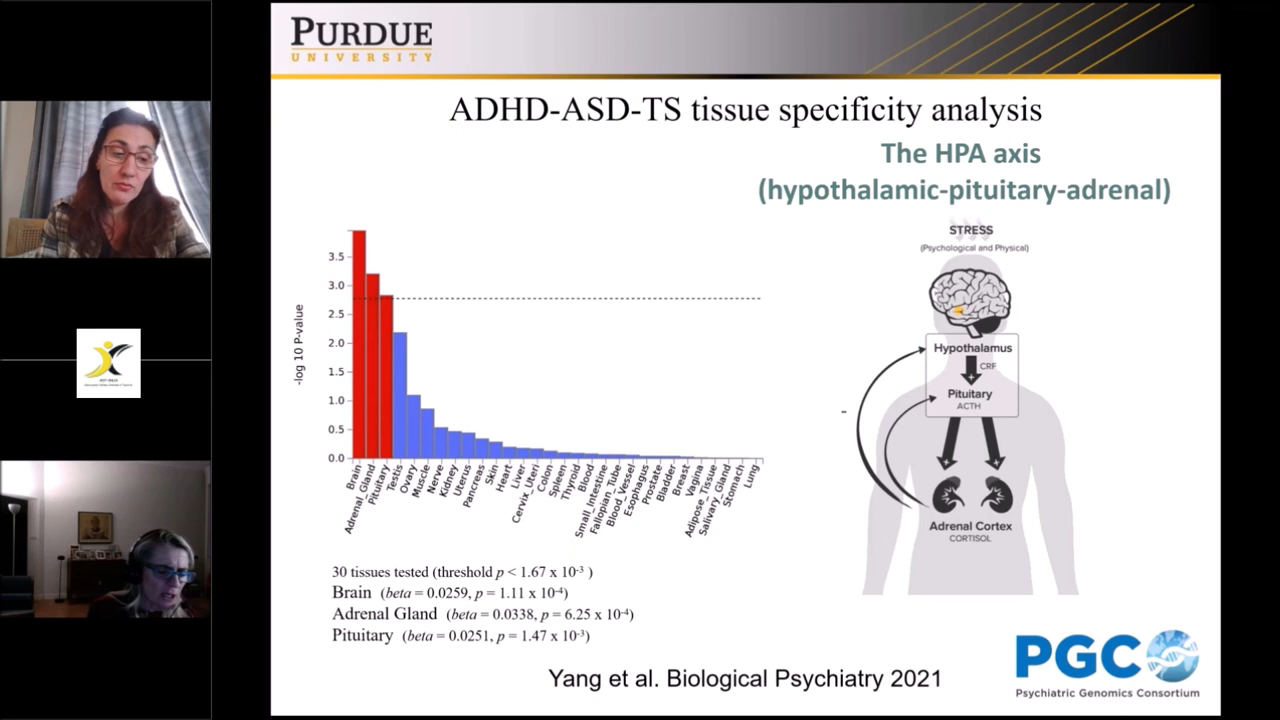 PURDUE
UNIVERSITY
ADHD-ASD-TS tissue specificity analysis
The HPA axis
(hypothalamic-pituitary-adrenal)
-log 10 P-value
3.5
3.0
2.5
2.0
1.5
1.0
0.5
0.0
Brain
Adrenal_Gland
Pituitary
Testis
Ovary
Muscle
Nerve
Kidney
Uterus
Pancreas
Skin
Heart
Liver
Cervix_Uteri
Colon
Spleen
Thyroid
Blood
Small_Intestine
Fallopian_Tube
Blood_Vessel
Esophagus
Prostate
Bladder
Breast
Vagina
Adipose_Tissue
Salivary_Gland
Stomach
Lung
STRESS
(Psychological and Physical)
Hypothalamus
CRF
+
Pituitary
ACTH
+ +
Adrenal Cortex
CORTISOL
-
30 tissues tested (threshold p < 1.67 x 10⁻³ )
Brain (beta = 0.0259, p = 1.11 x 10⁻⁴)
Adrenal Gland (beta = 0.0338, p = 6.25 x 10⁻⁴)
Pituitary (beta = 0.0251, p = 1.47 x 10⁻³)
Yang et al. Biological Psychiatry 2021
PGC
Psychiatric Genomics Consortium